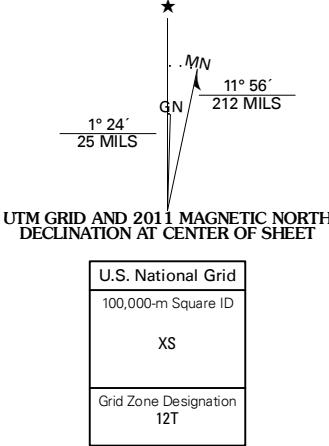 ★
MN
GN
11° 56´
212 MILS
1° 24´
25 MILS
UTM GRID AND 2011 MAGNETIC NORTH
DECLINATION AT CENTER OF SHEET
U.S. National Grid
100,000-m Square ID
XS
Grid Zone Designation
12T